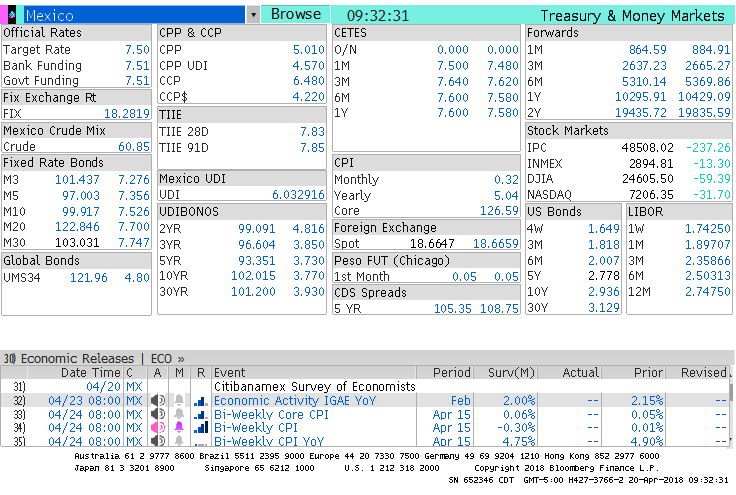 Mexico Browse 09:32:31 Treasury & Money Markets
Official Rates
Target Rate 7.50
Bank Funding 7.51
Govt Funding 7.51
Fix Exchange Rt
FIX 18.2819
Mexico Crude Mix
Crude 60.85
Fixed Rate Bonds
M3 101.437 7.276
M5 97.003 7.356
M10 99.917 7.526
M20 122.846 7.700
M30 103.031 7.747
Global Bonds
UMS34 121.96 4.80
CPP & CCP
CPP 5.010
CPP UDI 4.570
CCP 6.480
CCP$ 4.220
TIIE
TIIE 28D 7.83
TIIE 91D 7.85
Mexico UDI
UDI 6.032916
UDIBONOS
2YR 99.091 4.816
3YR 96.604 3.850
5YR 93.351 3.730
10YR 102.015 3.770
30YR 101.200 3.930
CETES
O/N 0.000 0.000
1M 7.500 7.480
3M 7.640 7.620
6M 7.600 7.580
1Y 7.600 7.580
CPI
Monthly 0.32
Yearly 5.04
Core 126.59
Foreign Exchange
Spot 18.6647 18.6659
Peso FUT (Chicago)
1st Month 0.05 0.05
CDS Spreads
5 YR 105.35 108.75
Forwards
1M 864.59 884.91
3M 2637.23 2665.27
6M 5310.14 5369.86
1Y 10295.91 10429.09
2Y 19435.72 19835.59
Stock Markets
IPC 48508.02 -237.26
INMEX 2894.81 -13.30
DJIA 24605.50 -59.39
NASDAQ 7206.35 -31.70
US Bonds
4W 1.649
3M 1.818
6M 2.007
5Y 2.778
10Y 2.936
30Y 3.129
LIBOR
1W 1.74250
1M 1.89707
3M 2.35866
6M 2.50313
12M 2.74750
30) Economic Releases | ECO »
Date Time C A M R Event Period Surv(M) Actual Prior Revised
31) 04/20 MX Citibanamex Survey of Economists
32) 04/23 08:00 MX Economic Activity IGAE YoY Feb 2.00% -- 2.15% --
33) 04/24 08:00 MX Bi-Weekly Core CPI Apr 15 0.06% -- 0.05% --
34) 04/24 08:00 MX Bi-Weekly CPI Apr 15 -0.30% -- 0.01% --
35) 04/24 08:00 MX Bi-Weekly CPI YoY Apr 15 4.75% -- 4.90% --
Australia 61 2 9777 8600 Brazil 5511 2395 9000 Europe 44 20 7330 7500 Germany 49 69 9204 1210 Hong Kong 852 2977 6000
Japan 81 3 3201 8900 Singapore 65 6212 1000 U.S. 1 212 318 2000 Copyright 2018 Bloomberg Finance L.P.
SN 652346 CDT GMT-5:00 H427-3766-2 20-Apr-2018 09:32:31